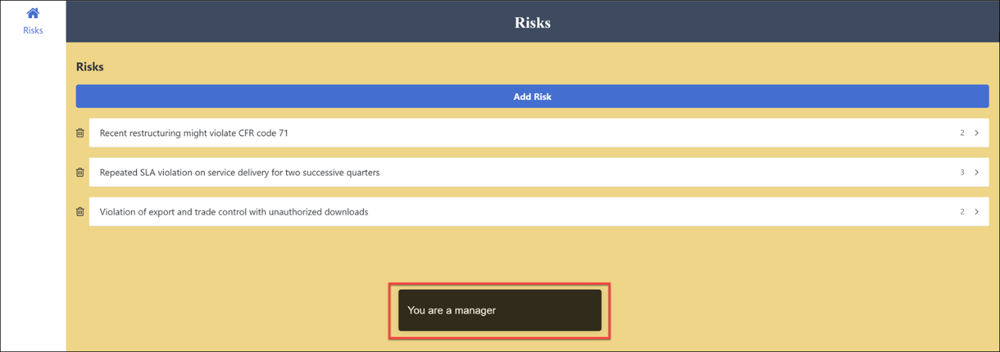 Risks
Risks
Risks
Add Risk
Recent restructuring might violate CFR code 71 2
Repeated SLA violation on service delivery for two successive quarters 3
Violation of export and trade control with unauthorized downloads 2
You are a manager